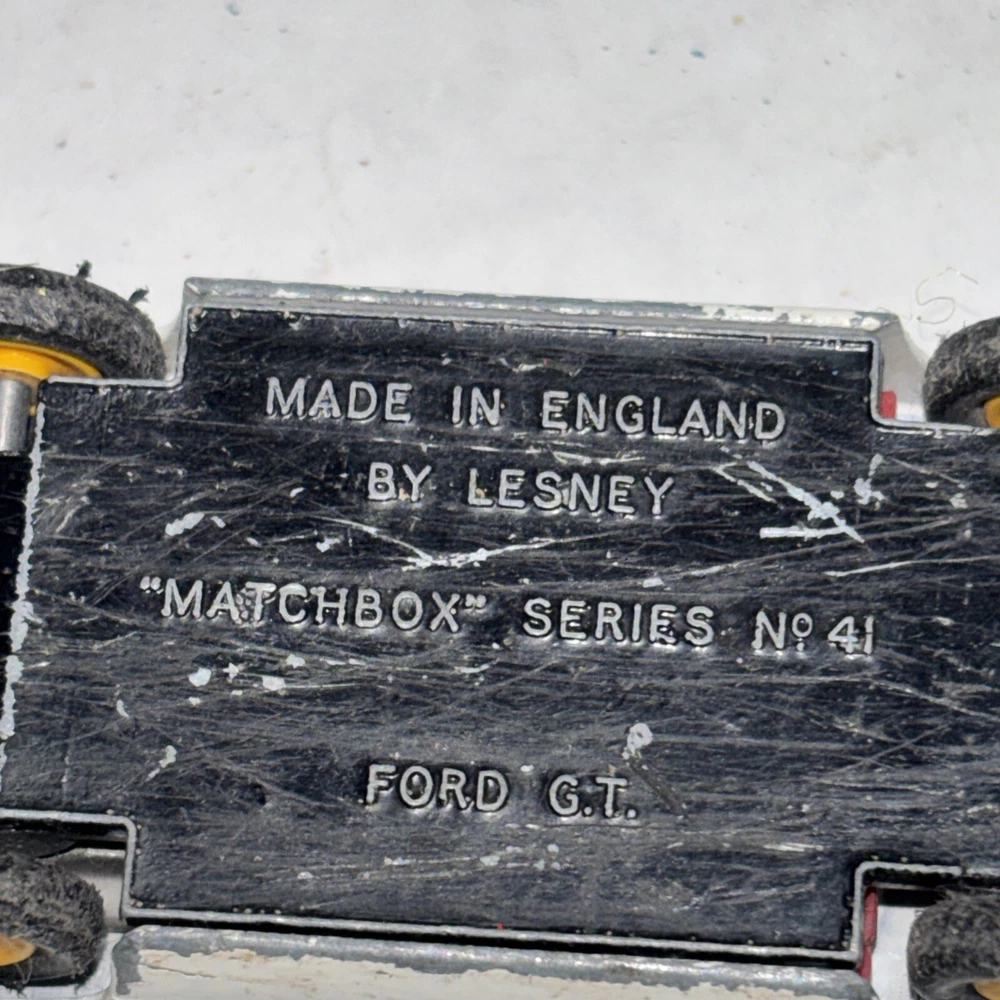 MADE IN ENGLAND
BY LESNEY
"MATCHBOX" SERIES Nº 41
FORD G.T.